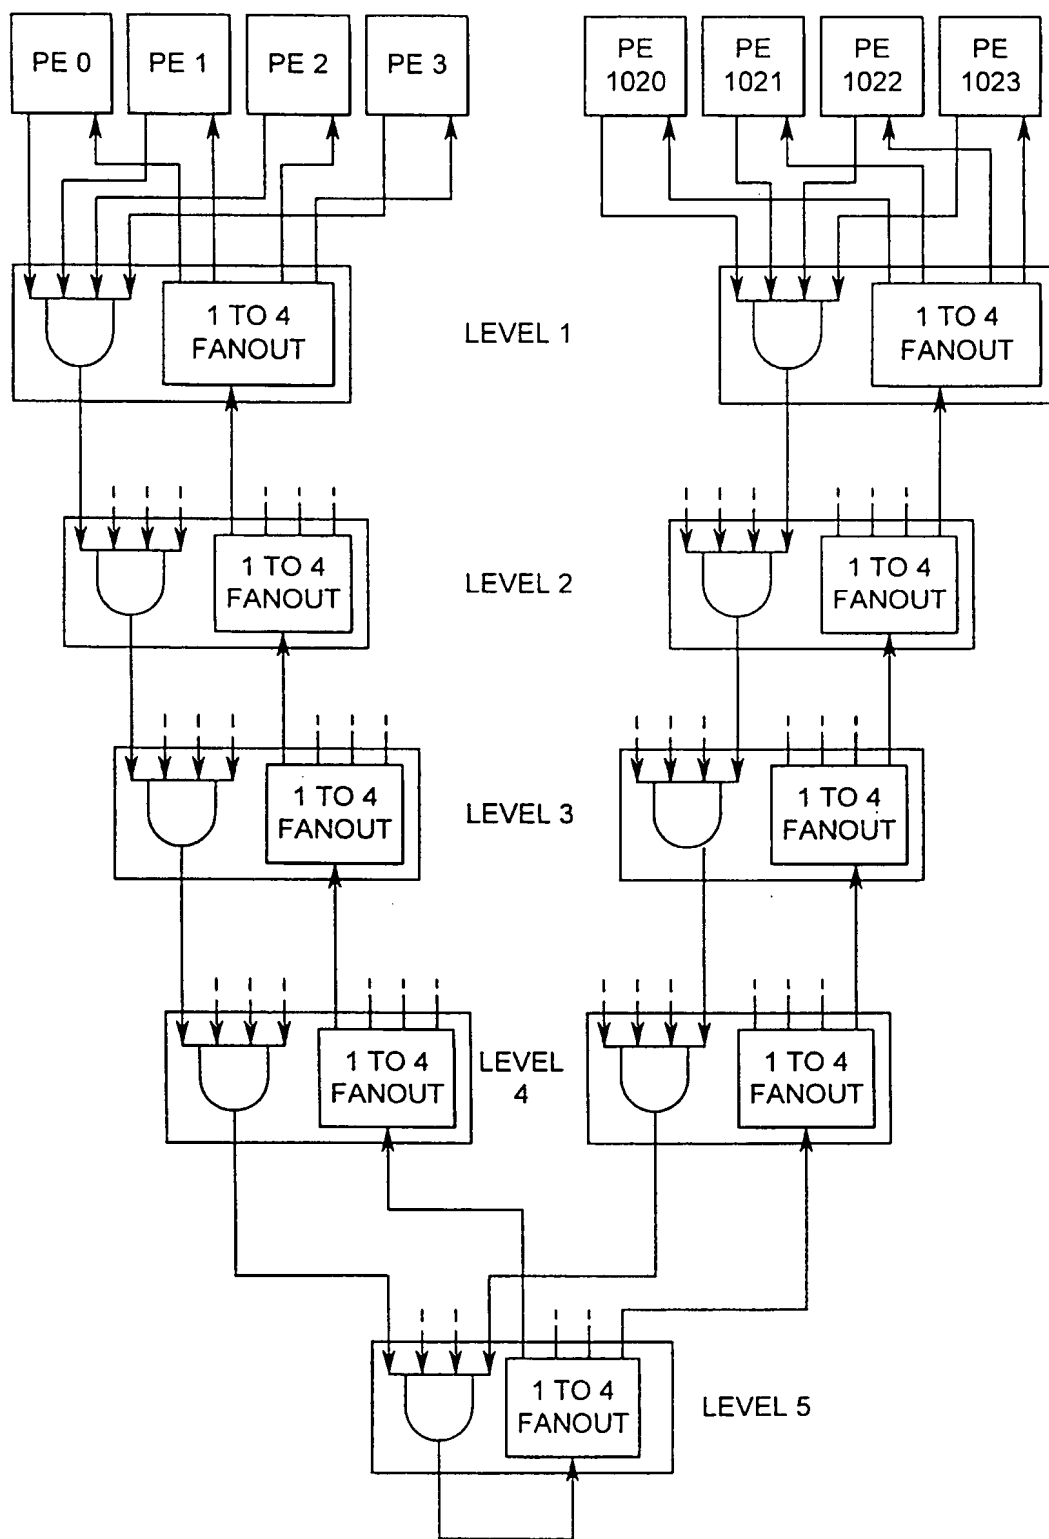 PE 0
PE 1
PE 2
PE 3
PE
1020
PE
1021
PE
1022
PE
1023
1 TO 4
FANOUT
LEVEL 1
1 TO 4
FANOUT
1 TO 4
FANOUT
LEVEL 2
1 TO 4
FANOUT
1 TO 4
FANOUT
LEVEL 3
1 TO 4
FANOUT
1 TO 4
FANOUT
LEVEL
4
1 TO 4
FANOUT
1 TO 4
FANOUT
LEVEL 5